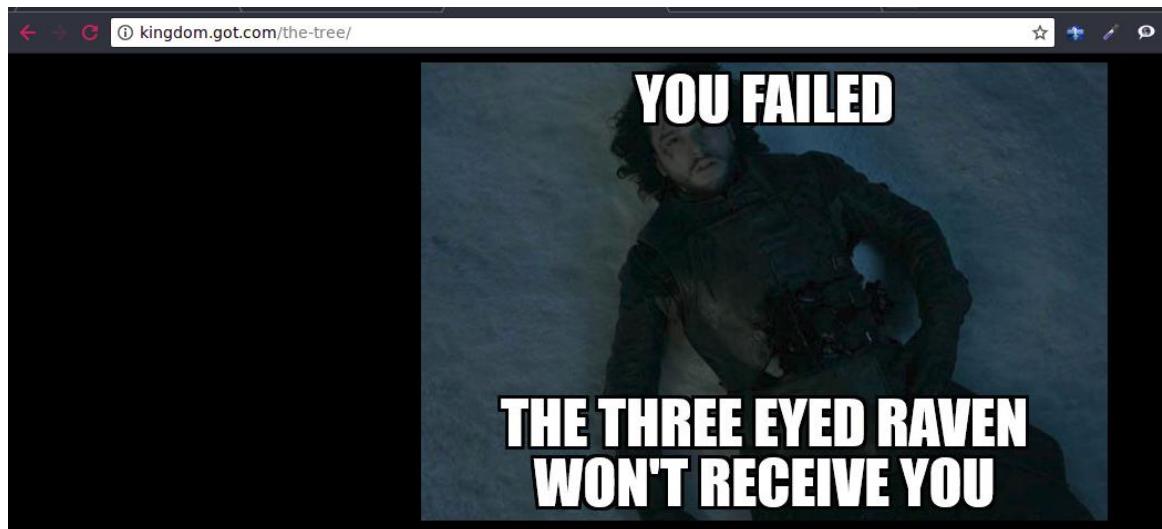 kingdom.got.com/the-tree/
YOU FAILED
THE THREE EYED RAVEN
WON'T RECEIVE YOU